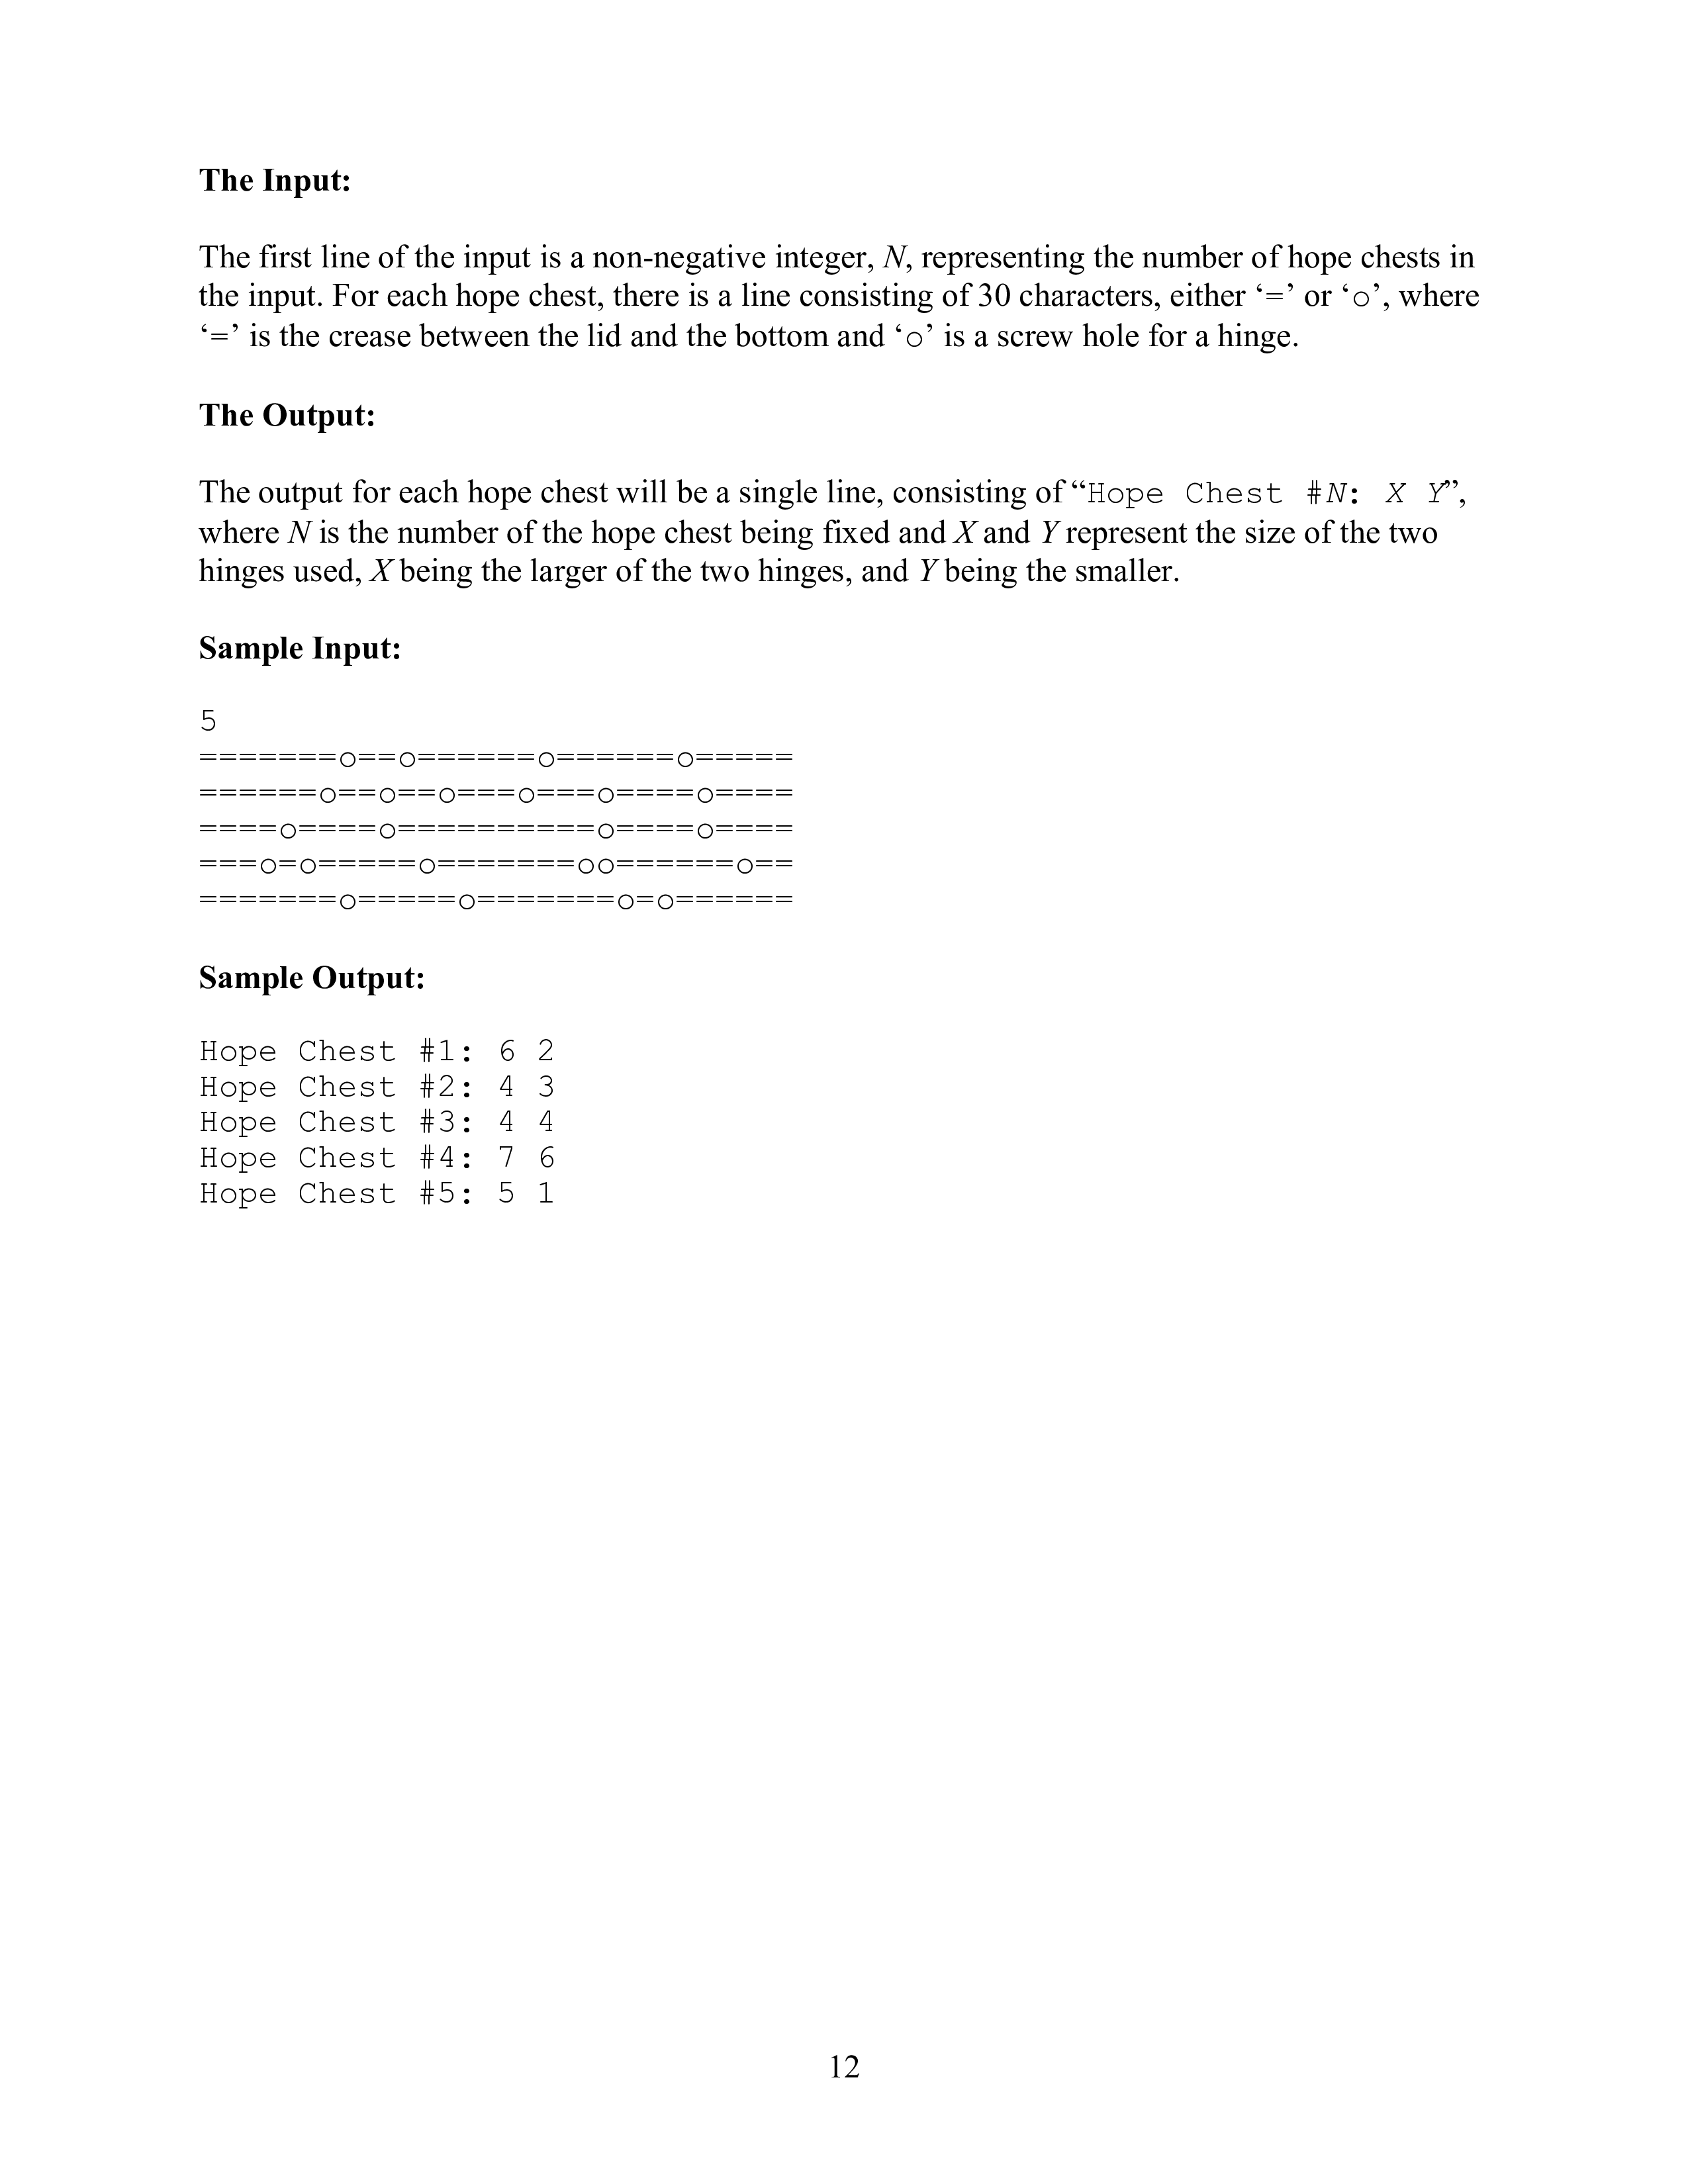 The Input:
The first line of the input is a non-negative integer, N, representing the number of hope chests in
the input. For each hope chest, there is a line consisting of 30 characters, either ‘=’ or ‘o’, where
‘=’ is the crease between the lid and the bottom and ‘o’ is a screw hole for a hinge.
The Output:
The output for each hope chest will be a single line, consisting of “Hope Chest #N: X Y”,
where N is the number of the hope chest being fixed and X and Y represent the size of the two
hinges used, X being the larger of the two hinges, and Y being the smaller.
Sample Input:
5
=======o==o======o======o=====
======o==o==o===o===o====o====
====o====o==========o====o====
===o=o=====o=======oo======o==
=======o=====o=======o=o======
Sample Output:
Hope Chest #1: 6 2
Hope Chest #2: 4 3
Hope Chest #3: 4 4
Hope Chest #4: 7 6
Hope Chest #5: 5 1
12